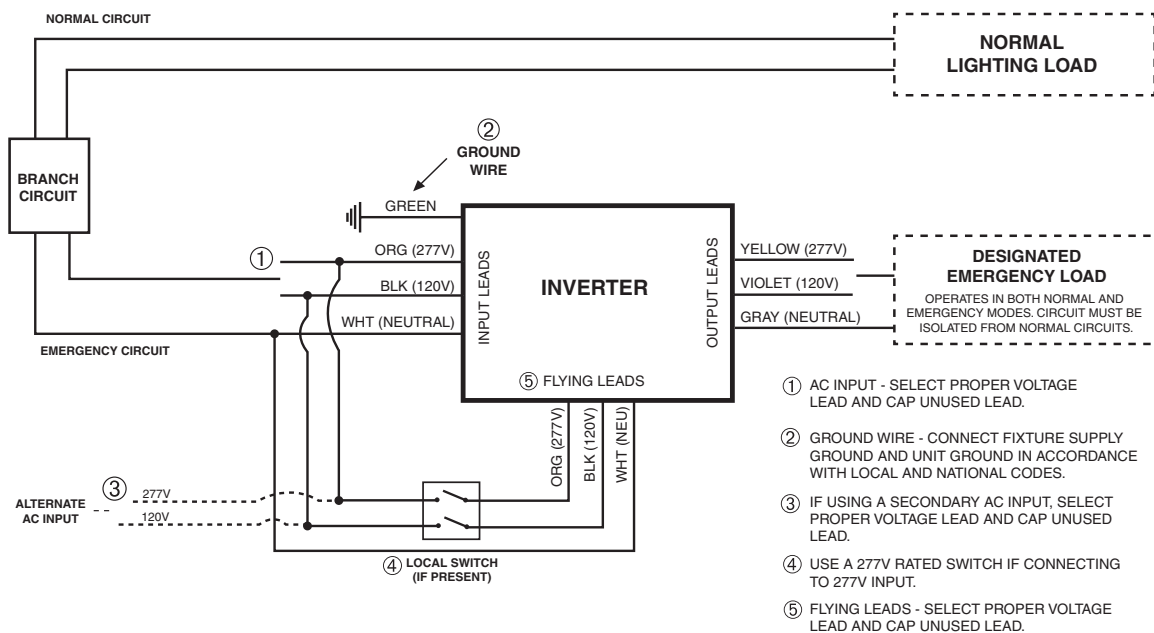 NORMAL CIRCUIT
NORMAL
LIGHTING LOAD
BRANCH
CIRCUIT
②
GROUND
WIRE
GREEN
①
ORG (277V)
BLK (120V)
WHT (NEUTRAL)
INPUT LEADS
INVERTER
OUTPUT LEADS
YELLOW (277V)
VIOLET (120V)
GRAY (NEUTRAL)
DESIGNATED
EMERGENCY LOAD
OPERATES IN BOTH NORMAL AND
EMERGENCY MODES. CIRCUIT MUST BE
ISOLATED FROM NORMAL CIRCUITS.
EMERGENCY CIRCUIT
⑤ FLYING LEADS
ORG (277V)
BLK (120V)
WHT (NEU)
ALTERNATE
AC INPUT
③
277V
120V
④ LOCAL SWITCH
(IF PRESENT)
① AC INPUT - SELECT PROPER VOLTAGE
LEAD AND CAP UNUSED LEAD.
② GROUND WIRE - CONNECT FIXTURE SUPPLY
GROUND AND UNIT GROUND IN ACCORDANCE
WITH LOCAL AND NATIONAL CODES.
③ IF USING A SECONDARY AC INPUT, SELECT
PROPER VOLTAGE LEAD AND CAP UNUSED
LEAD.
④ USE A 277V RATED SWITCH IF CONNECTING
TO 277V INPUT.
⑤ FLYING LEADS - SELECT PROPER VOLTAGE
LEAD AND CAP UNUSED LEAD.